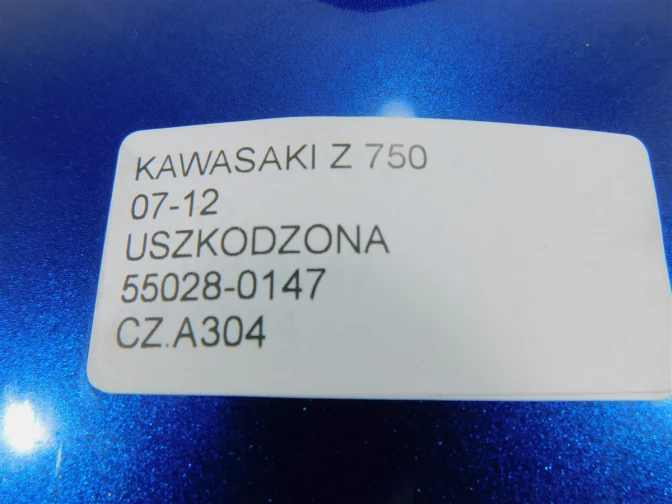 KAWASAKI Z 750
07-12
USZKODZONA
55028-0147
CZ.A304